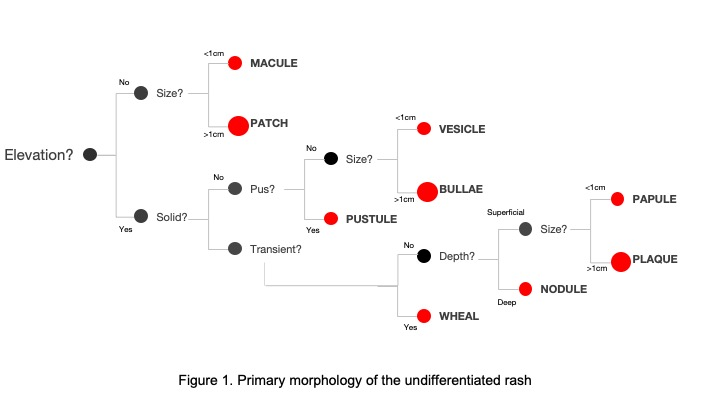 <1cm
MACULE
No
Size?
PATCH
>1cm
<1cm
VESICLE
No
Size?
Elevation?
BULLAE
>1cm
No
Pus?
<1cm
PAPULE
Superficial
Yes
PUSTULE
Solid?
Yes
Size?
No
Transient?
Depth?
PLAQUE
>1cm
NODULE
Deep
WHEAL
Yes
Figure 1. Primary morphology of the undifferentiated rash